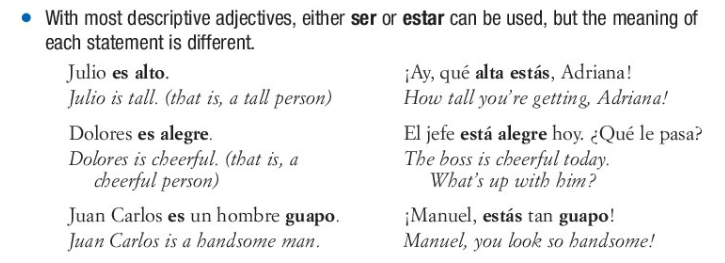 • With most descriptive adjectives, either ser or estar can be used, but the meaning of
each statement is different.
Julio es alto.
Julio is tall. (that is, a tall person)
¡Ay, qué alta estás, Adriana!
How tall you're getting, Adriana!
Dolores es alegre.
Dolores is cheerful. (that is, a
cheerful person)
El jefe está alegre hoy. ¿Qué le pasa?
The boss is cheerful today.
What's up with him?
Juan Carlos es un hombre guapo.
Juan Carlos is a handsome man.
¡Manuel, estás tan guapo!
Manuel, you look so handsome!